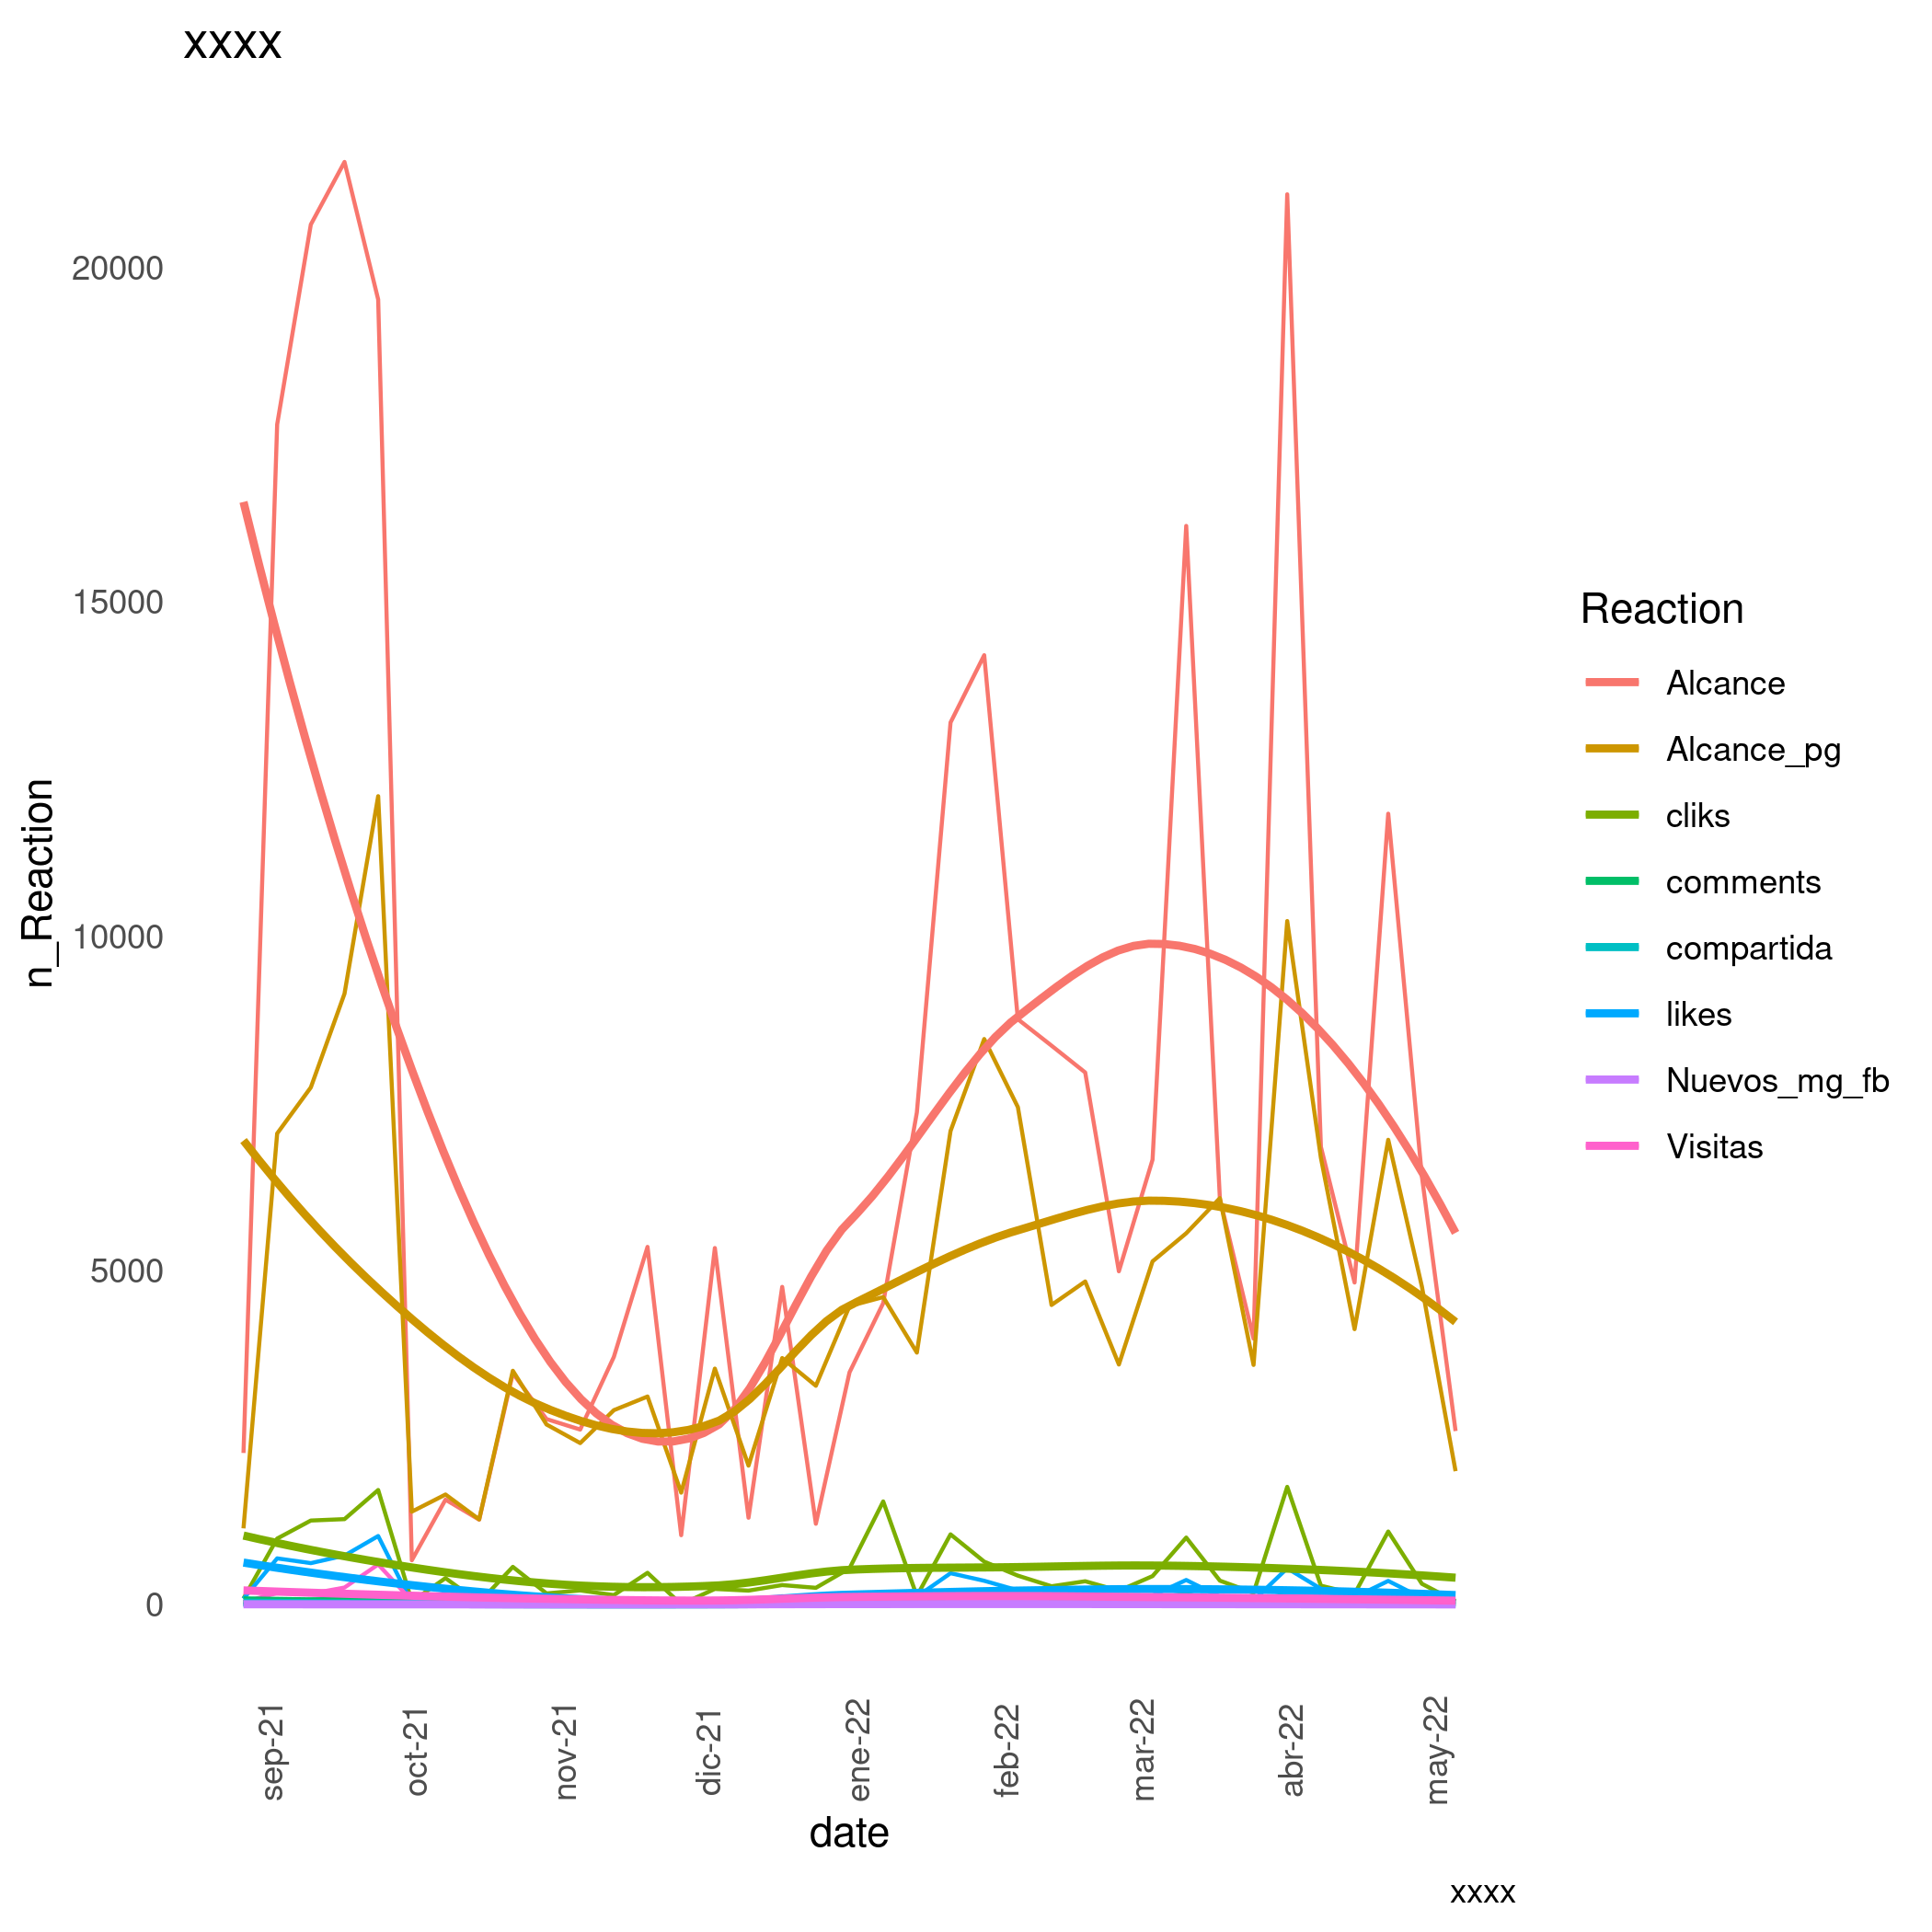 xxxx
n_Reaction
20000
15000
10000
5000
0
sep-21
oct-21
nov-21
dic-21
ene-22
feb-22
mar-22
abr-22
may-22
date
Reaction
Alcance
Alcance_pg
cliks
comments
compartida
likes
Nuevos_mg_fb
Visitas
xxxx